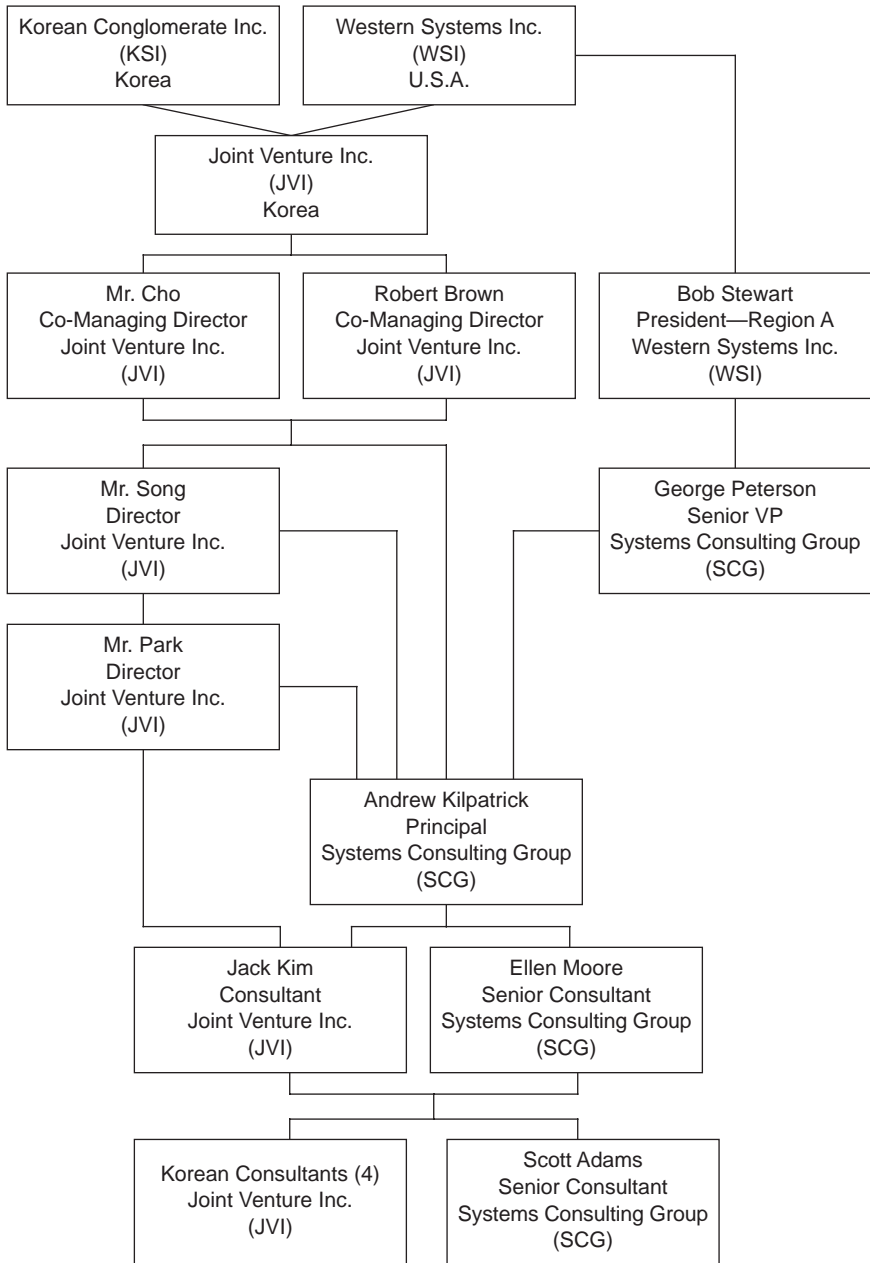 Korean Conglomerate Inc.
(KSI)
Korea
Western Systems Inc.
(WSI)
U.S.A.
Joint Venture Inc.
(JVI)
Korea
Mr. Cho
Co-Managing Director
Joint Venture Inc.
(JVI)
Robert Brown
Co-Managing Director
Joint Venture Inc.
(JVI)
Bob Stewart
President—Region A
Western Systems Inc.
(WSI)
Mr. Song
Director
Joint Venture Inc.
(JVI)
George Peterson
Senior VP
Systems Consulting Group
(SCG)
Mr. Park
Director
Joint Venture Inc.
(JVI)
Andrew Kilpatrick
Principal
Systems Consulting Group
(SCG)
Jack Kim
Consultant
Joint Venture Inc.
(JVI)
Ellen Moore
Senior Consultant
Systems Consulting Group
(SCG)
Korean Consultants (4)
Joint Venture Inc.
(JVI)
Scott Adams
Senior Consultant
Systems Consulting Group
(SCG)